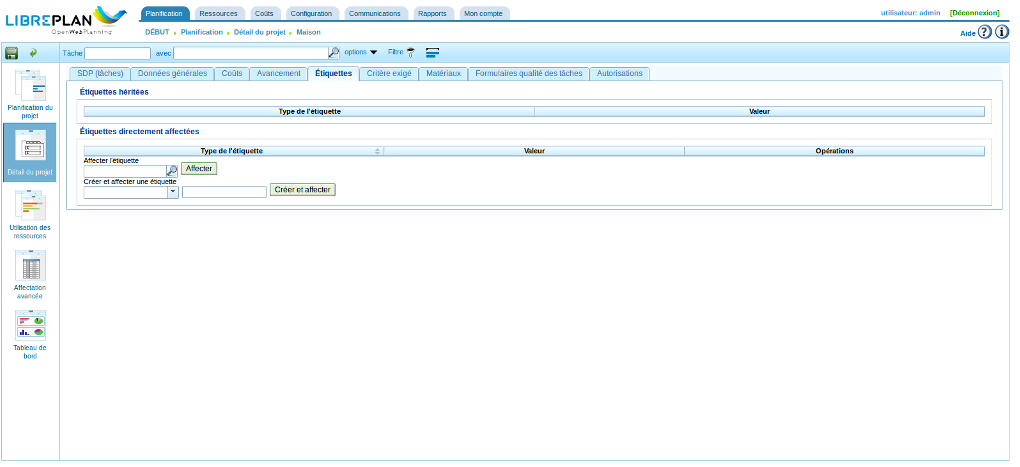 LIBREPLAN
OpenWebPlanning
Planification Ressources Coûts Configuration Communications Rapports Mon compte
utilisateur: admin [Déconnexion]
DÉBUT Planification Détail du projet Maison
Aide
Tâche avec options Filtre
Planification du projet
Détail du projet
Utilisation des ressources
Affectation avancée
Tableau de bord
SDP (tâches) Données générales Coûts Avancement Étiquettes Critère exigé Matériaux Formulaires qualité des tâches Autorisations
Étiquettes héritées
Type de l'étiquette Valeur
Étiquettes directement affectées
Type de l'étiquette Valeur Opérations
Affecter l'étiquette
Affecter
Créer et affecter une étiquette
Créer et affecter